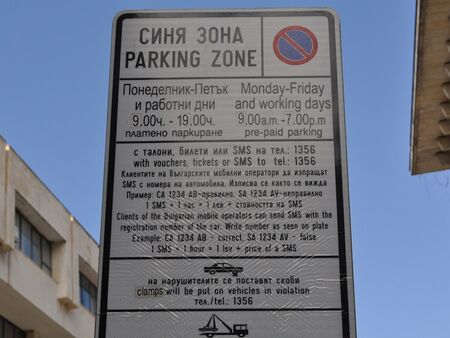 СИНЯ ЗОНА
PARKING ZONE
Понеделник-Петък Monday-Friday
и работни дни and working days
9.00ч. - 19.00ч. 9.00a.m.-7.00p.m
платено паркиране pre-paid parking
с талони, билети или SMS на тел.: 1356
with vouchers, tickets or SMS to tel.: 1356
Клиентите на българските мобилни оператори да изпращат
SMS с номера на автомобила. Изписва се както се вижда
Пример: СА 1234 АВ-правилно, SA 1234 AV-неправилно
1 SMS = 1 час = 1 лев + стойността на SMS
Clients of the Bulgarian mobile operators can send SMS with the
registration number of the car. Write number as seen on plate
Example: CA 1234 AB - correct, SA 1234 AV - false
1 SMS = 1 hour = 1 lev + price of a SMS
на нарушителите се поставят скоби
clamps will be put on vehicles in violation
тел./tel.: 1356